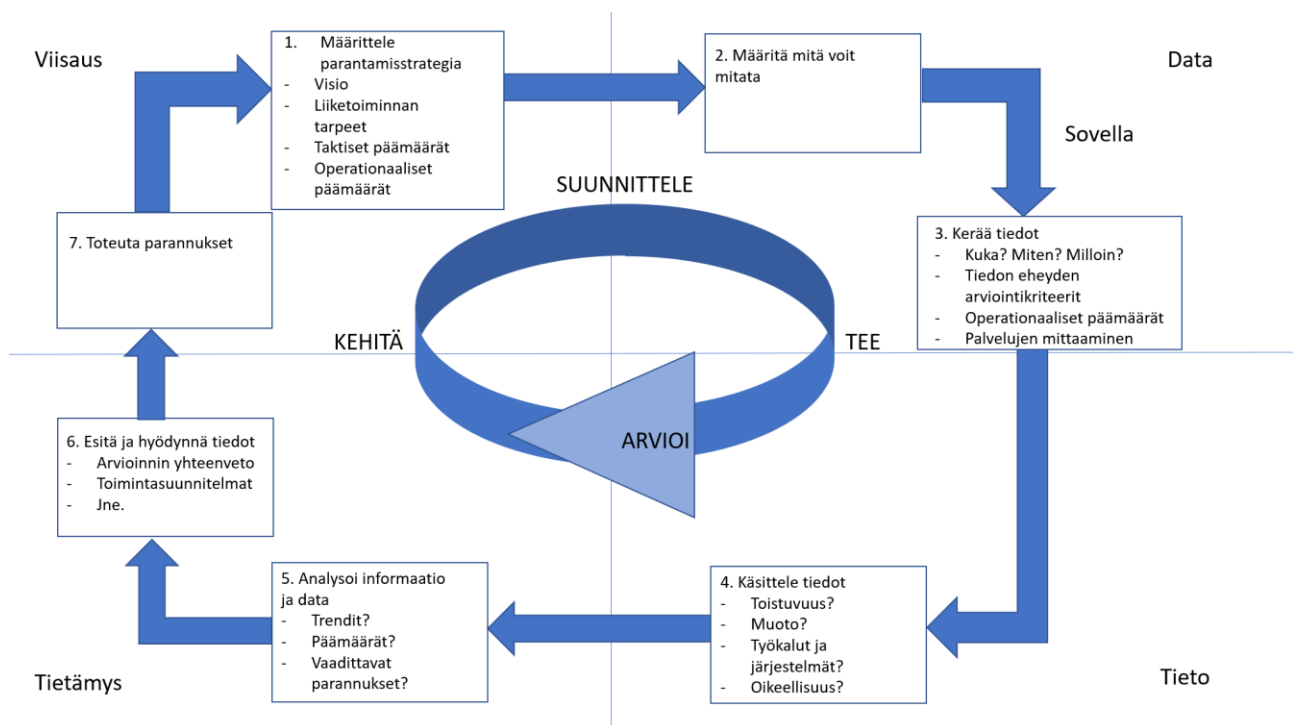 Viisaus
1. Määrittele
parantamisstrategia
- Visio
- Liiketoiminnan
tarpeet
- Taktiset päämäärät
- Operationaaliset
päämäärät
2. Määritä mitä voit
mitata
Data
Sovella
SUUNNITTELE
7. Toteuta parannukset
3. Kerää tiedot
- Kuka? Miten? Milloin?
- Tiedon eheyden
arviointikriteerit
- Operationaaliset päämäärät
- Palvelujen mittaaminen
KEHITÄ
TEE
ARVIOI
6. Esitä ja hyödynnä tiedot
- Arvioinnin yhteenveto
- Toimintasuunnitelmat
- Jne.
5. Analysoi informaatio
ja data
- Trendit?
- Päämäärät?
- Vaadittavat
parannukset?
4. Käsittele tiedot
- Toistuvuus?
- Muoto?
- Työkalut ja
järjestelmät?
- Oikeellisuus?
Tietämys
Tieto